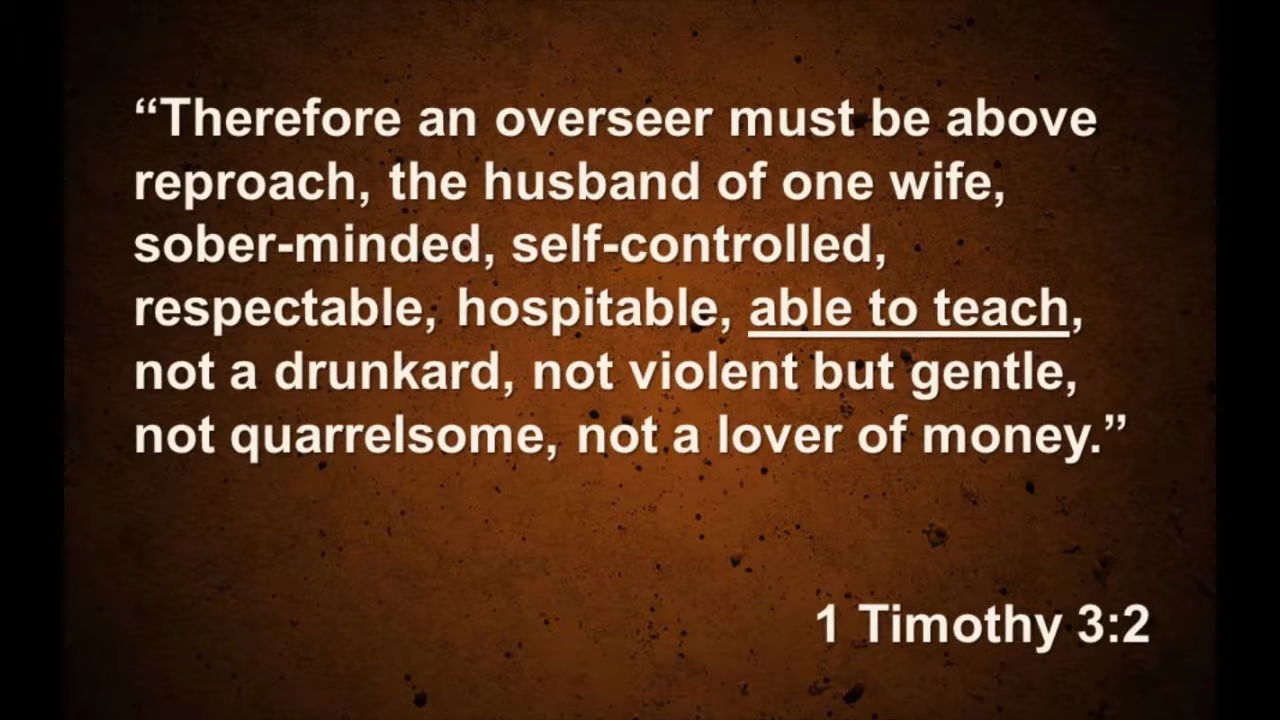 “Therefore an overseer must be above
reproach, the husband of one wife,
sober-minded, self-controlled,
respectable, hospitable, able to teach,
not a drunkard, not violent but gentle,
not quarrelsome, not a lover of money.”
1 Timothy 3:2